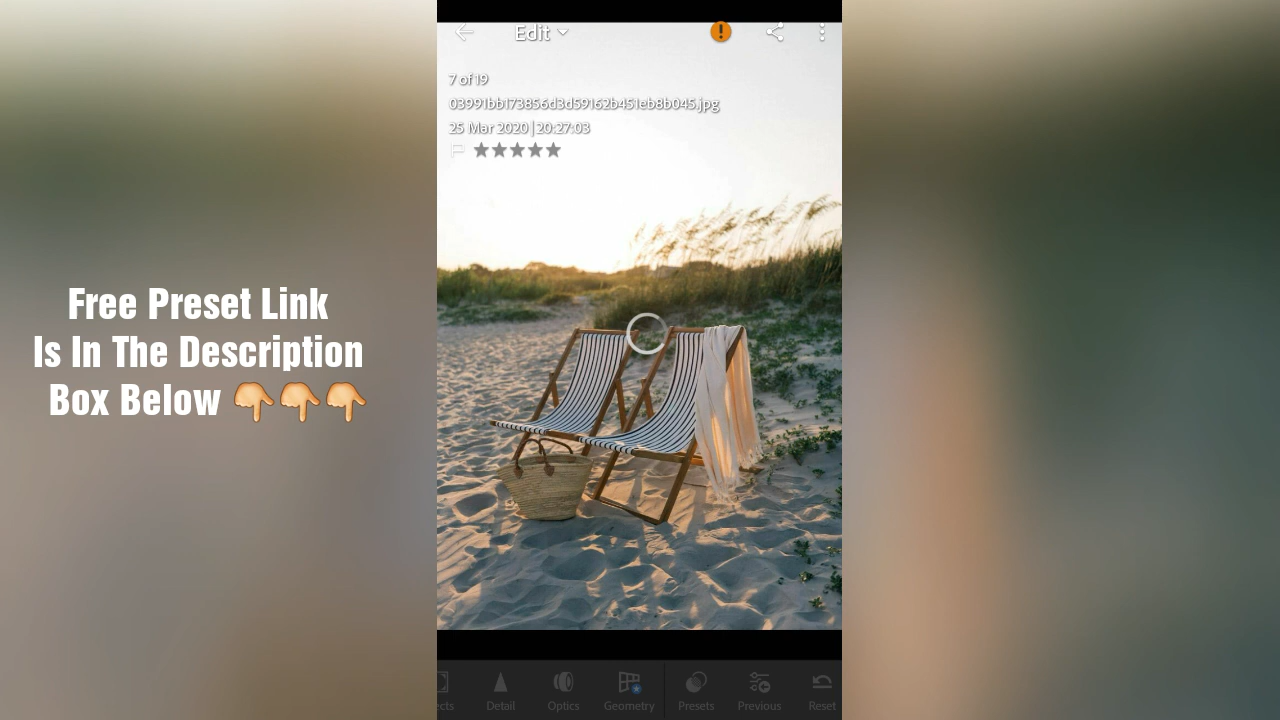 Edit
7 of 19
03991bb173856d3d59162b451eb8b045.jpg
25 Mar 2020 | 20:27:03
Free Preset Link
Is In The Description
Box Below 👇🏻👇🏻👇🏻
ects Detail Optics Geometry Presets Previous Reset